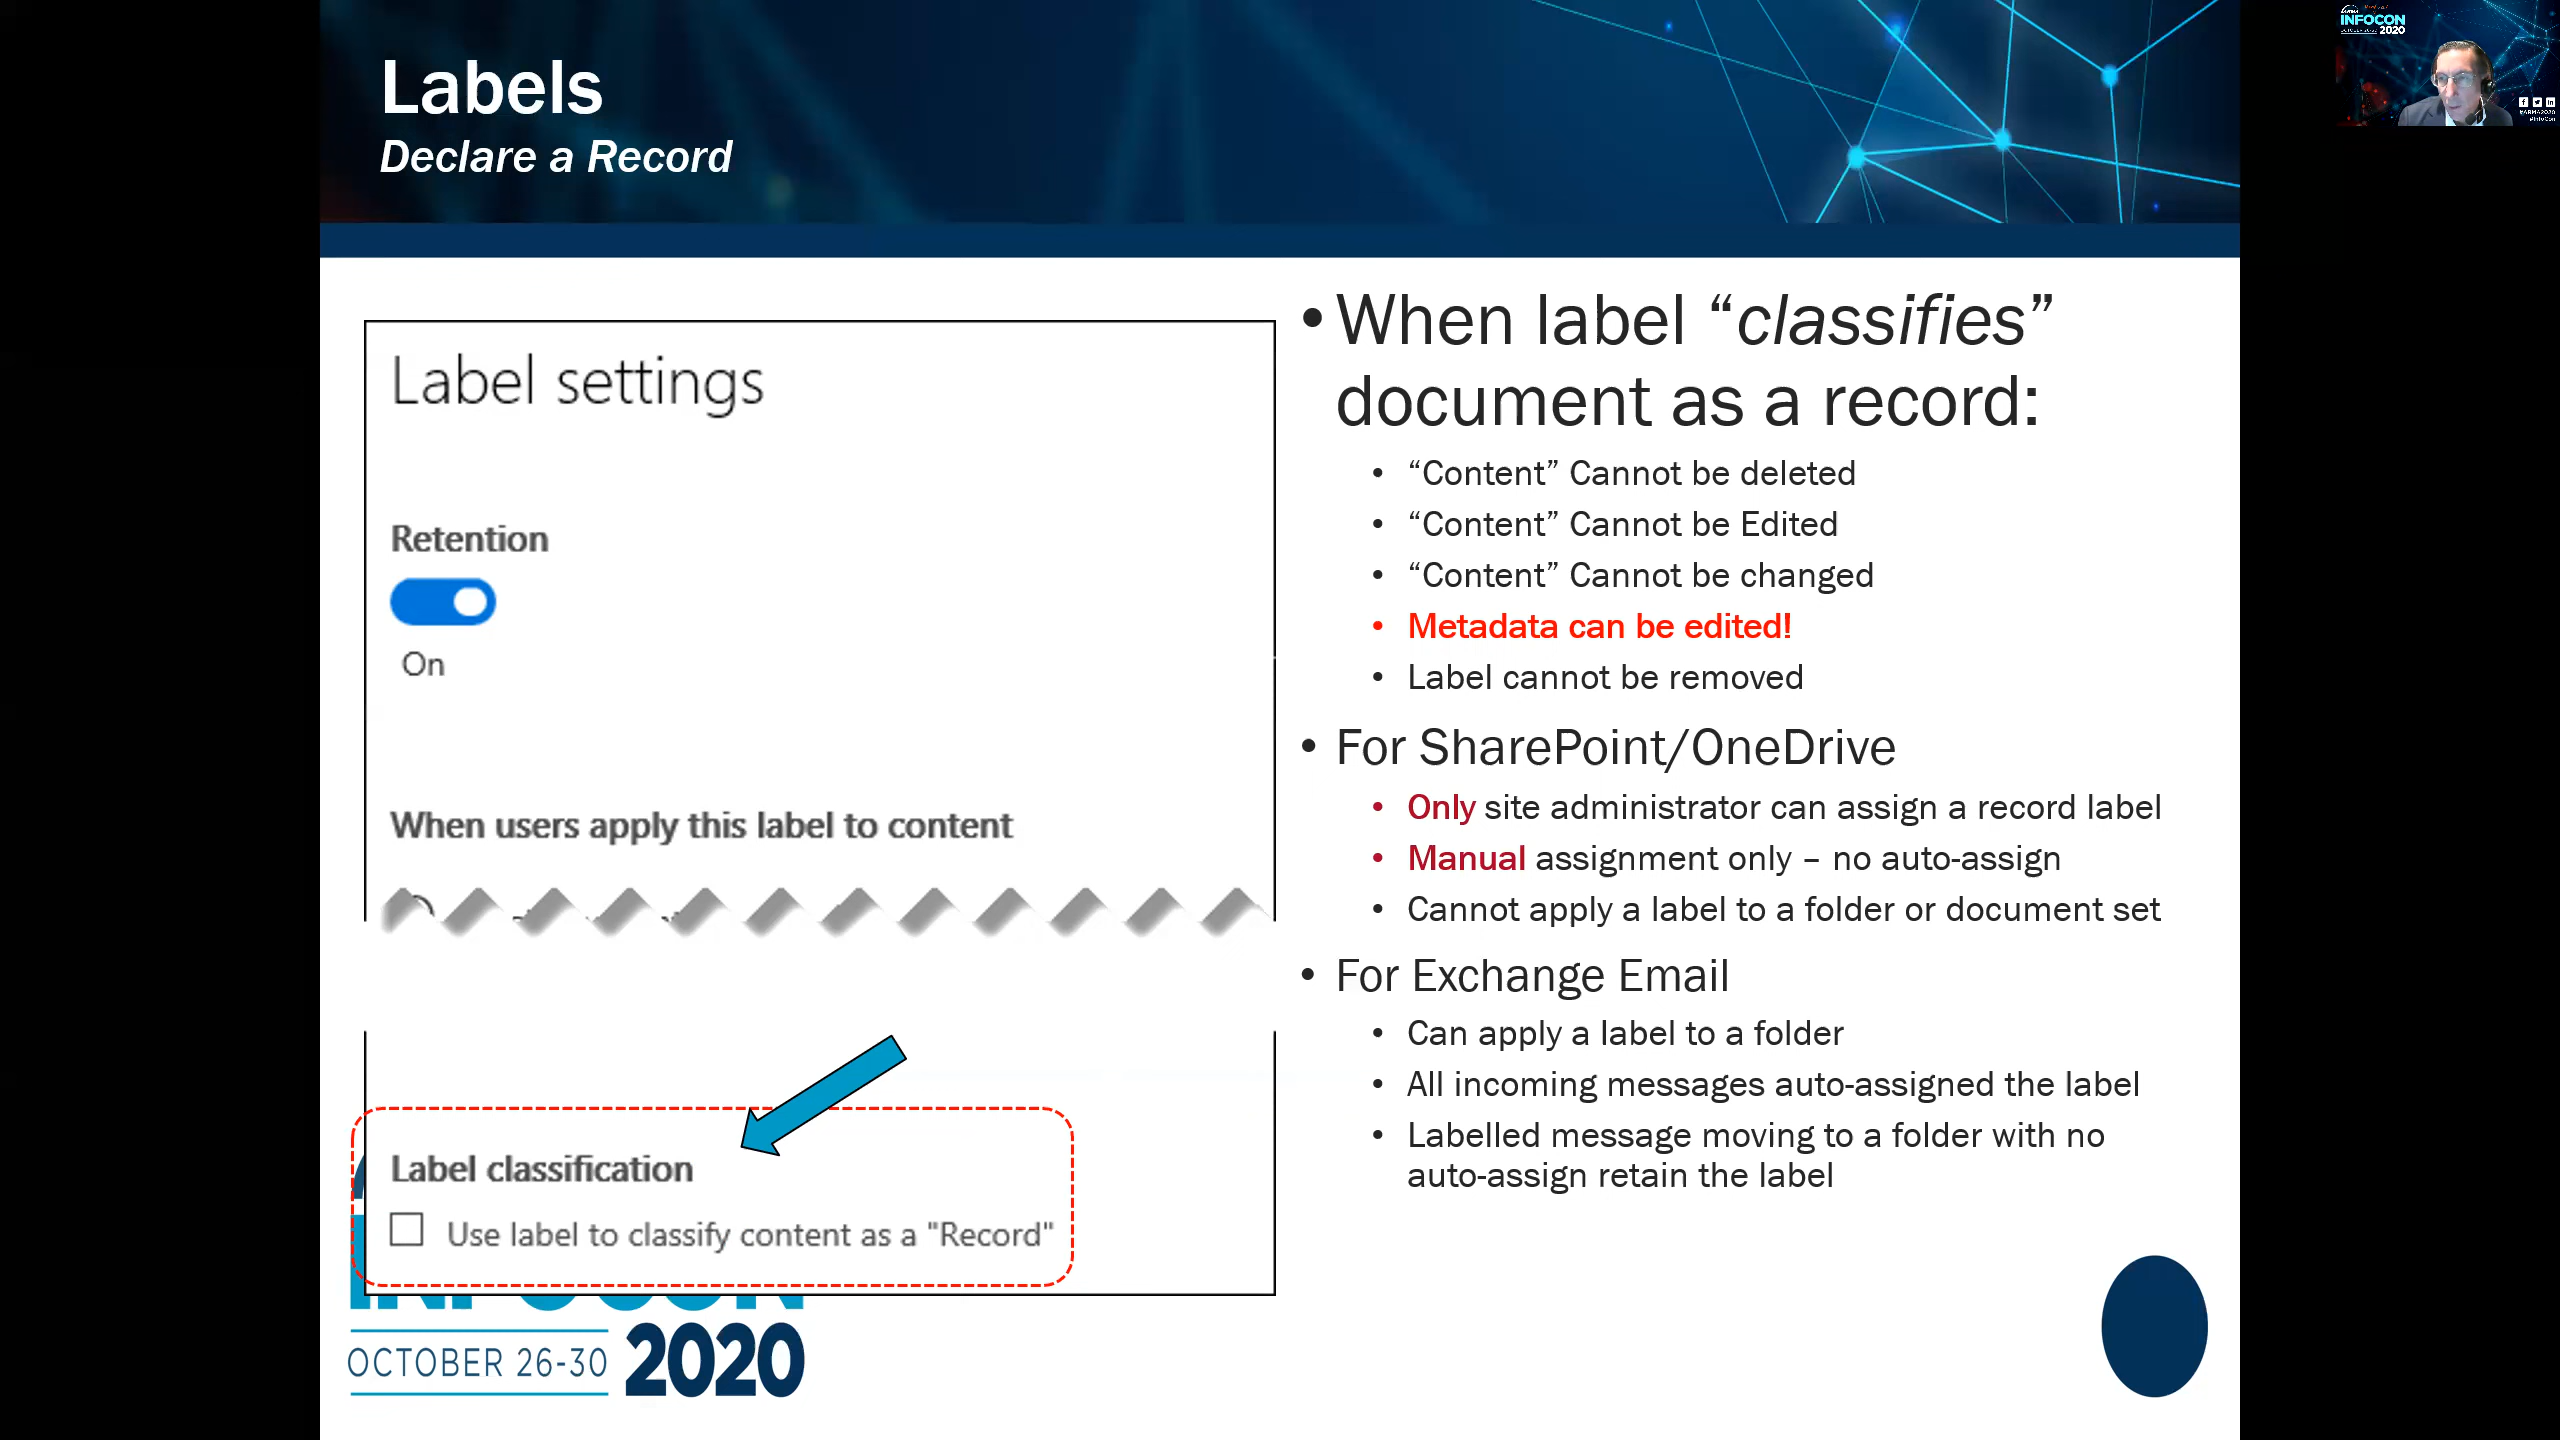 Labels
Declare a Record
Label settings
Retention
On
When users apply this label to content
Label classification
Use label to classify content as a "Record"
OCTOBER 26-30
2020
• When label “classifies”
document as a record:
• “Content” Cannot be deleted
• “Content” Cannot be Edited
• “Content” Cannot be changed
• Metadata can be edited!
• Label cannot be removed
• For SharePoint/OneDrive
• Only site administrator can assign a record label
• Manual assignment only – no auto-assign
• Cannot apply a label to a folder or document set
• For Exchange Email
• Can apply a label to a folder
• All incoming messages auto-assigned the label
• Labelled message moving to a folder with no
auto-assign retain the label
INFOCON
2020
#ARMA2020
#InfoCon